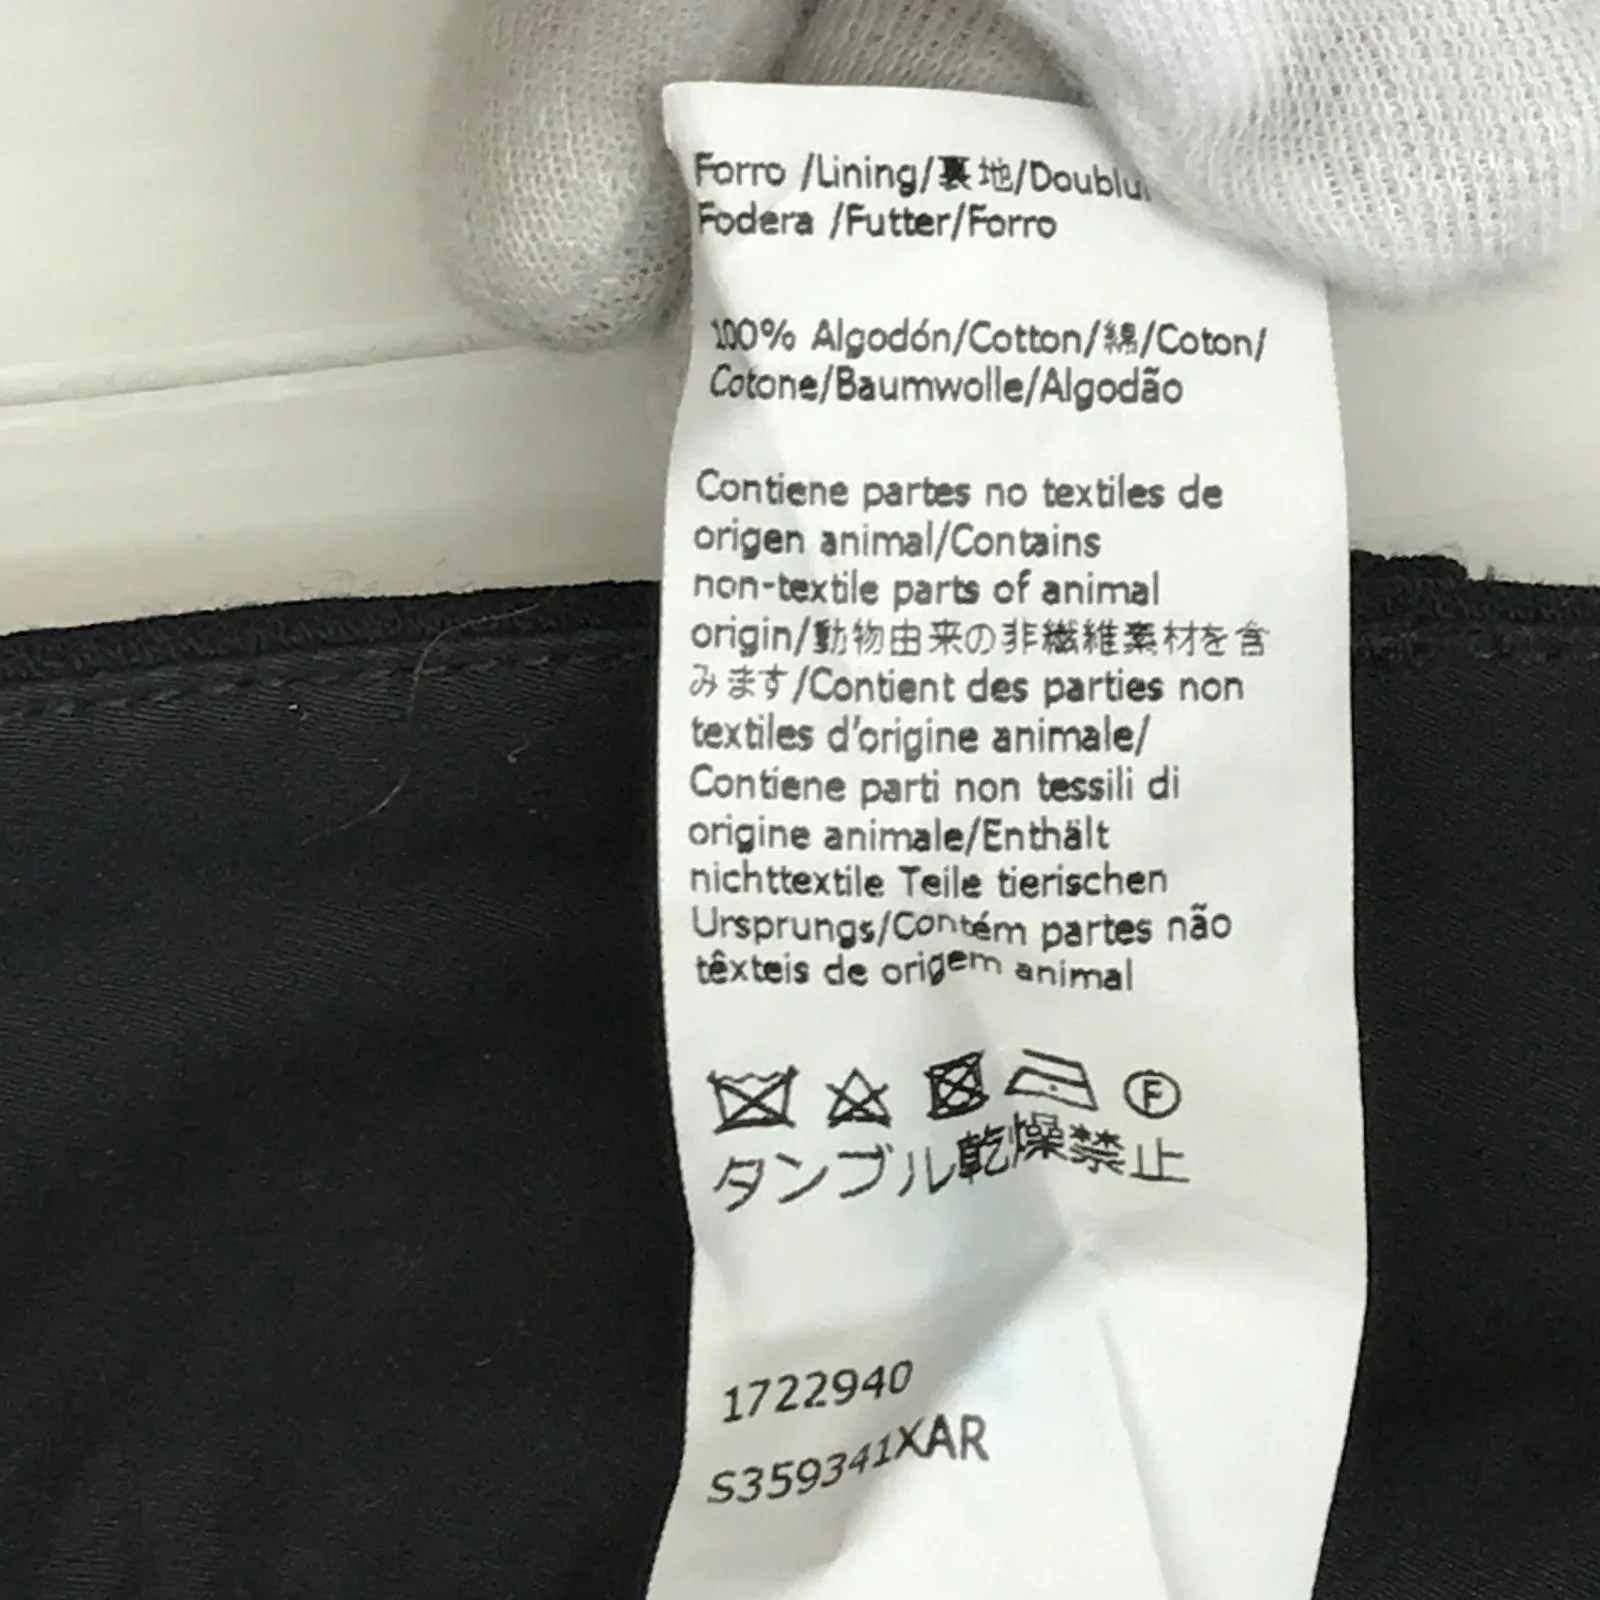 Forro /Lining/裏地/
Fodera /Futter/Forro
100% Algodón/Cotton/綿/Coton/
Cotone/Baumwolle/Algodão
Contiene partes no textiles de
origen animal/Contains
non-textile parts of animal
origin/動物由来の非繊維素材を含
みます/Contient des parties non
textiles d'origine animale/
Contiene parti non tessili di
origine animale/Enthält
nichttextile Teile tierischen
Ursprungs/Contém partes não
têxteis de origem animal
F
タンブル乾燥禁止
1722940
S359341XAR